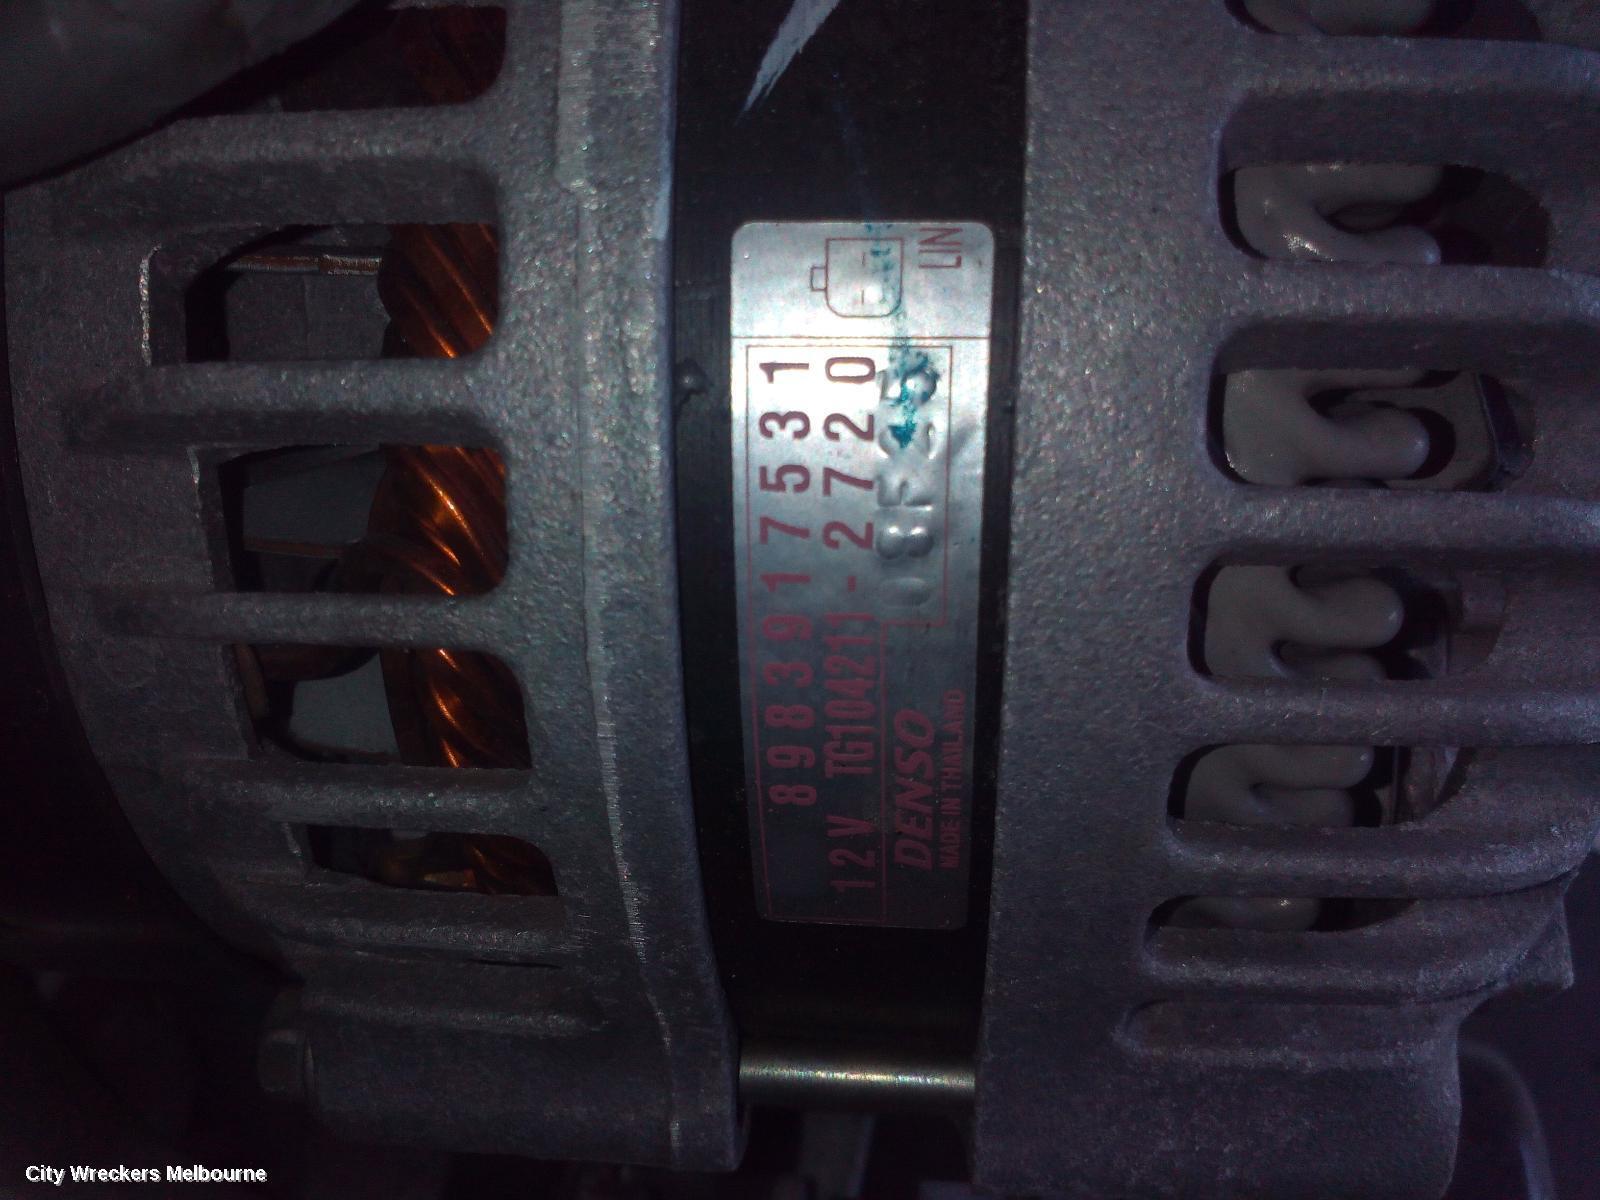 LIN
8983917531
12V TG104211-2720
DENSO
MADE IN THAILAND
City Wreckers Melbourne